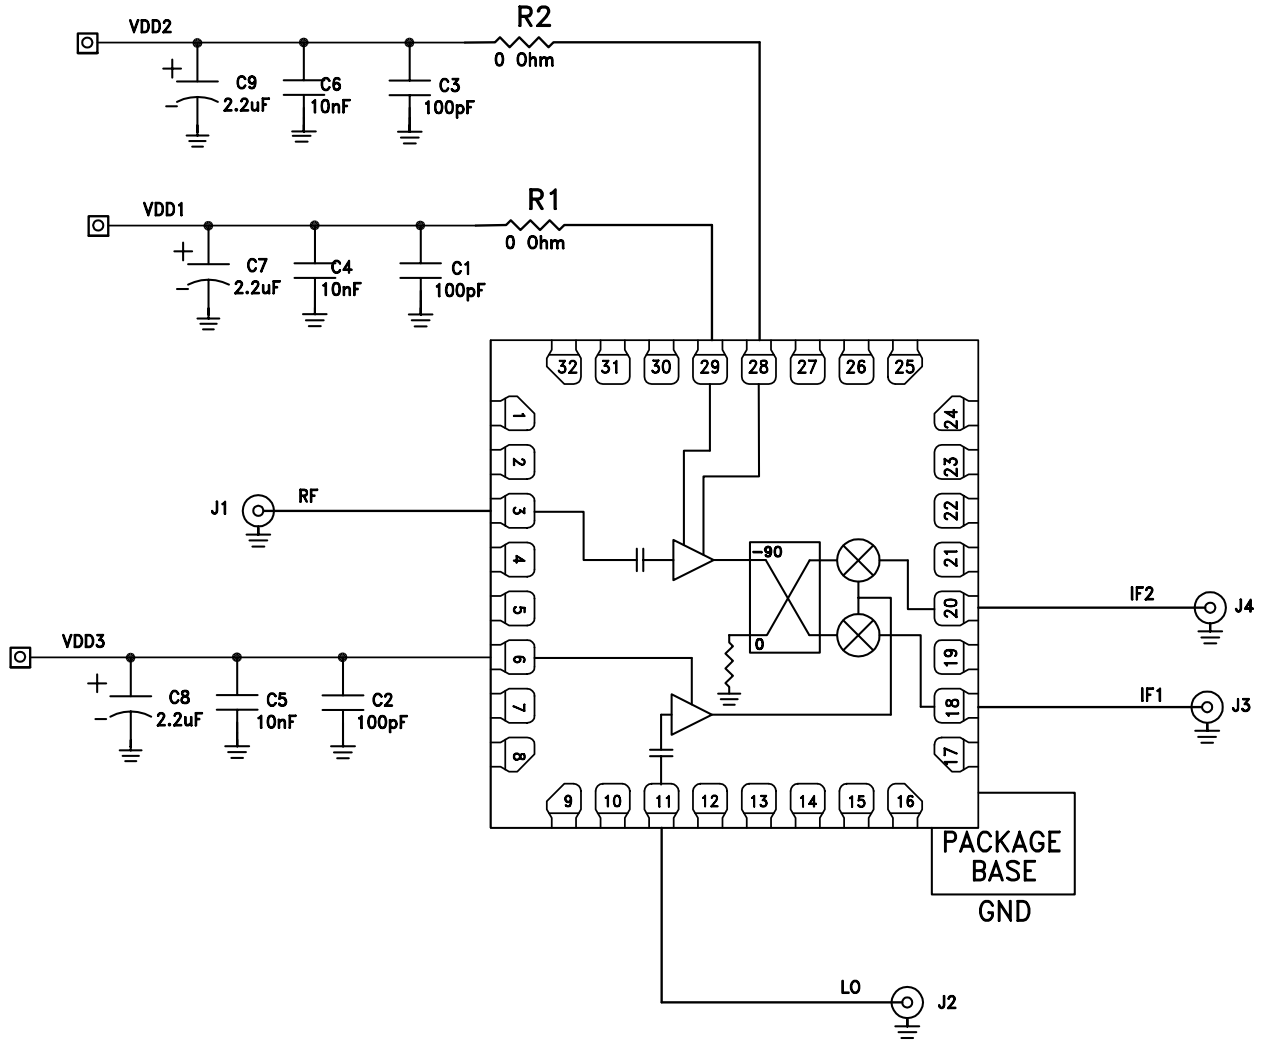 R2
VDD2
0 Ohm
+
C9
C6
C3
-
2.2uF
10nF
100pF
R1
VDD1
0 Ohm
+
C7
C4
C1
-
2.2uF
10nF
100pF
32 31 30 29 28 27 26 25
1
24
2
23
RF
J1
3
22
-90
4
21
IF2
J4
5
20
VDD3
0
6
19
+
C8
C5
C2
-
2.2uF
10nF
100pF
IF1
J3
7
18
8
17
9 10 11 12 13 14 15 16
PACKAGE
BASE
GND
LO
J2